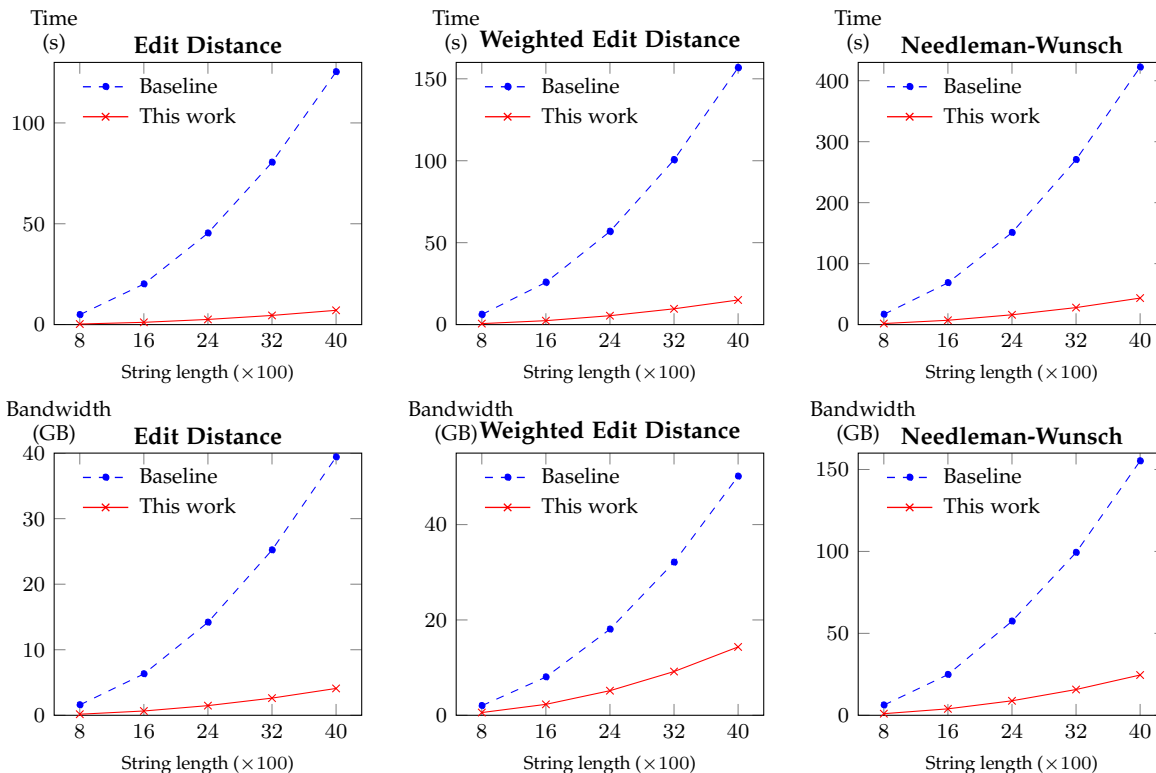 Time
(s)
Edit Distance
Baseline
This work
100
50
0
8 16 24 32 40
String length (×100)
Time
(s)
Weighted Edit Distance
Baseline
This work
150
100
50
0
8 16 24 32 40
String length (×100)
Time
(s)
Needleman-Wunsch
Baseline
This work
400
300
200
100
0
8 16 24 32 40
String length (×100)
Bandwidth
(GB)
Edit Distance
Baseline
This work
40
30
20
10
0
8 16 24 32 40
String length (×100)
Bandwidth
(GB)
Weighted Edit Distance
Baseline
This work
40
20
0
8 16 24 32 40
String length (×100)
Bandwidth
(GB)
Needleman-Wunsch
Baseline
This work
150
100
50
0
8 16 24 32 40
String length (×100)